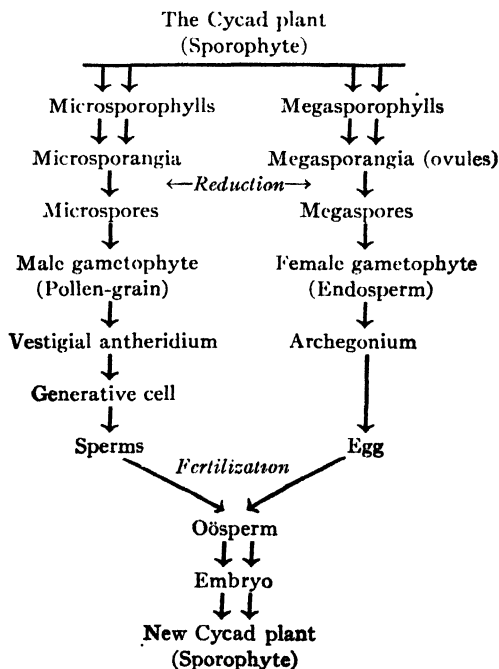 The Cycad plant
(Sporophyte)
Microsporophylls Megasporophylls
Microsporangia Megasporangia (ovules)
←Reduction→
Microspores Megaspores
Male gametophyte Female gametophyte
(Pollen-grain) (Endosperm)
Vestigial antheridium Archegonium
Generative cell
Sperms Egg
Fertilization
Oösperm
Embryo
New Cycad plant
(Sporophyte)